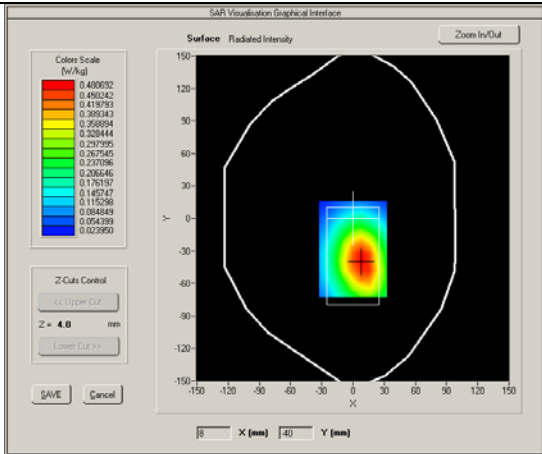 SAR Visualisation Graphical Interface
Surface Radiated Intensity
Zoom In/Out
Colors Scale
(W/kg)
0.480692
0.450242
0.419793
0.389343
0.358894
0.328444
0.297995
0.267545
0.237096
0.206646
0.176197
0.145747
0.115298
0.084849
0.054399
0.023950
Z-Cuts Control
<< Upper Cut
Z = 4.0 mm
Lower Cut >>
SAVE Cancel
150-
120-
90-
60-
30-
0-
-30-
-60-
-90-
-120-
-150-
Y
-150 -120 -90 -60 -30 0 30 60 90 120 150
X
8 X (mm) -40 Y (mm)